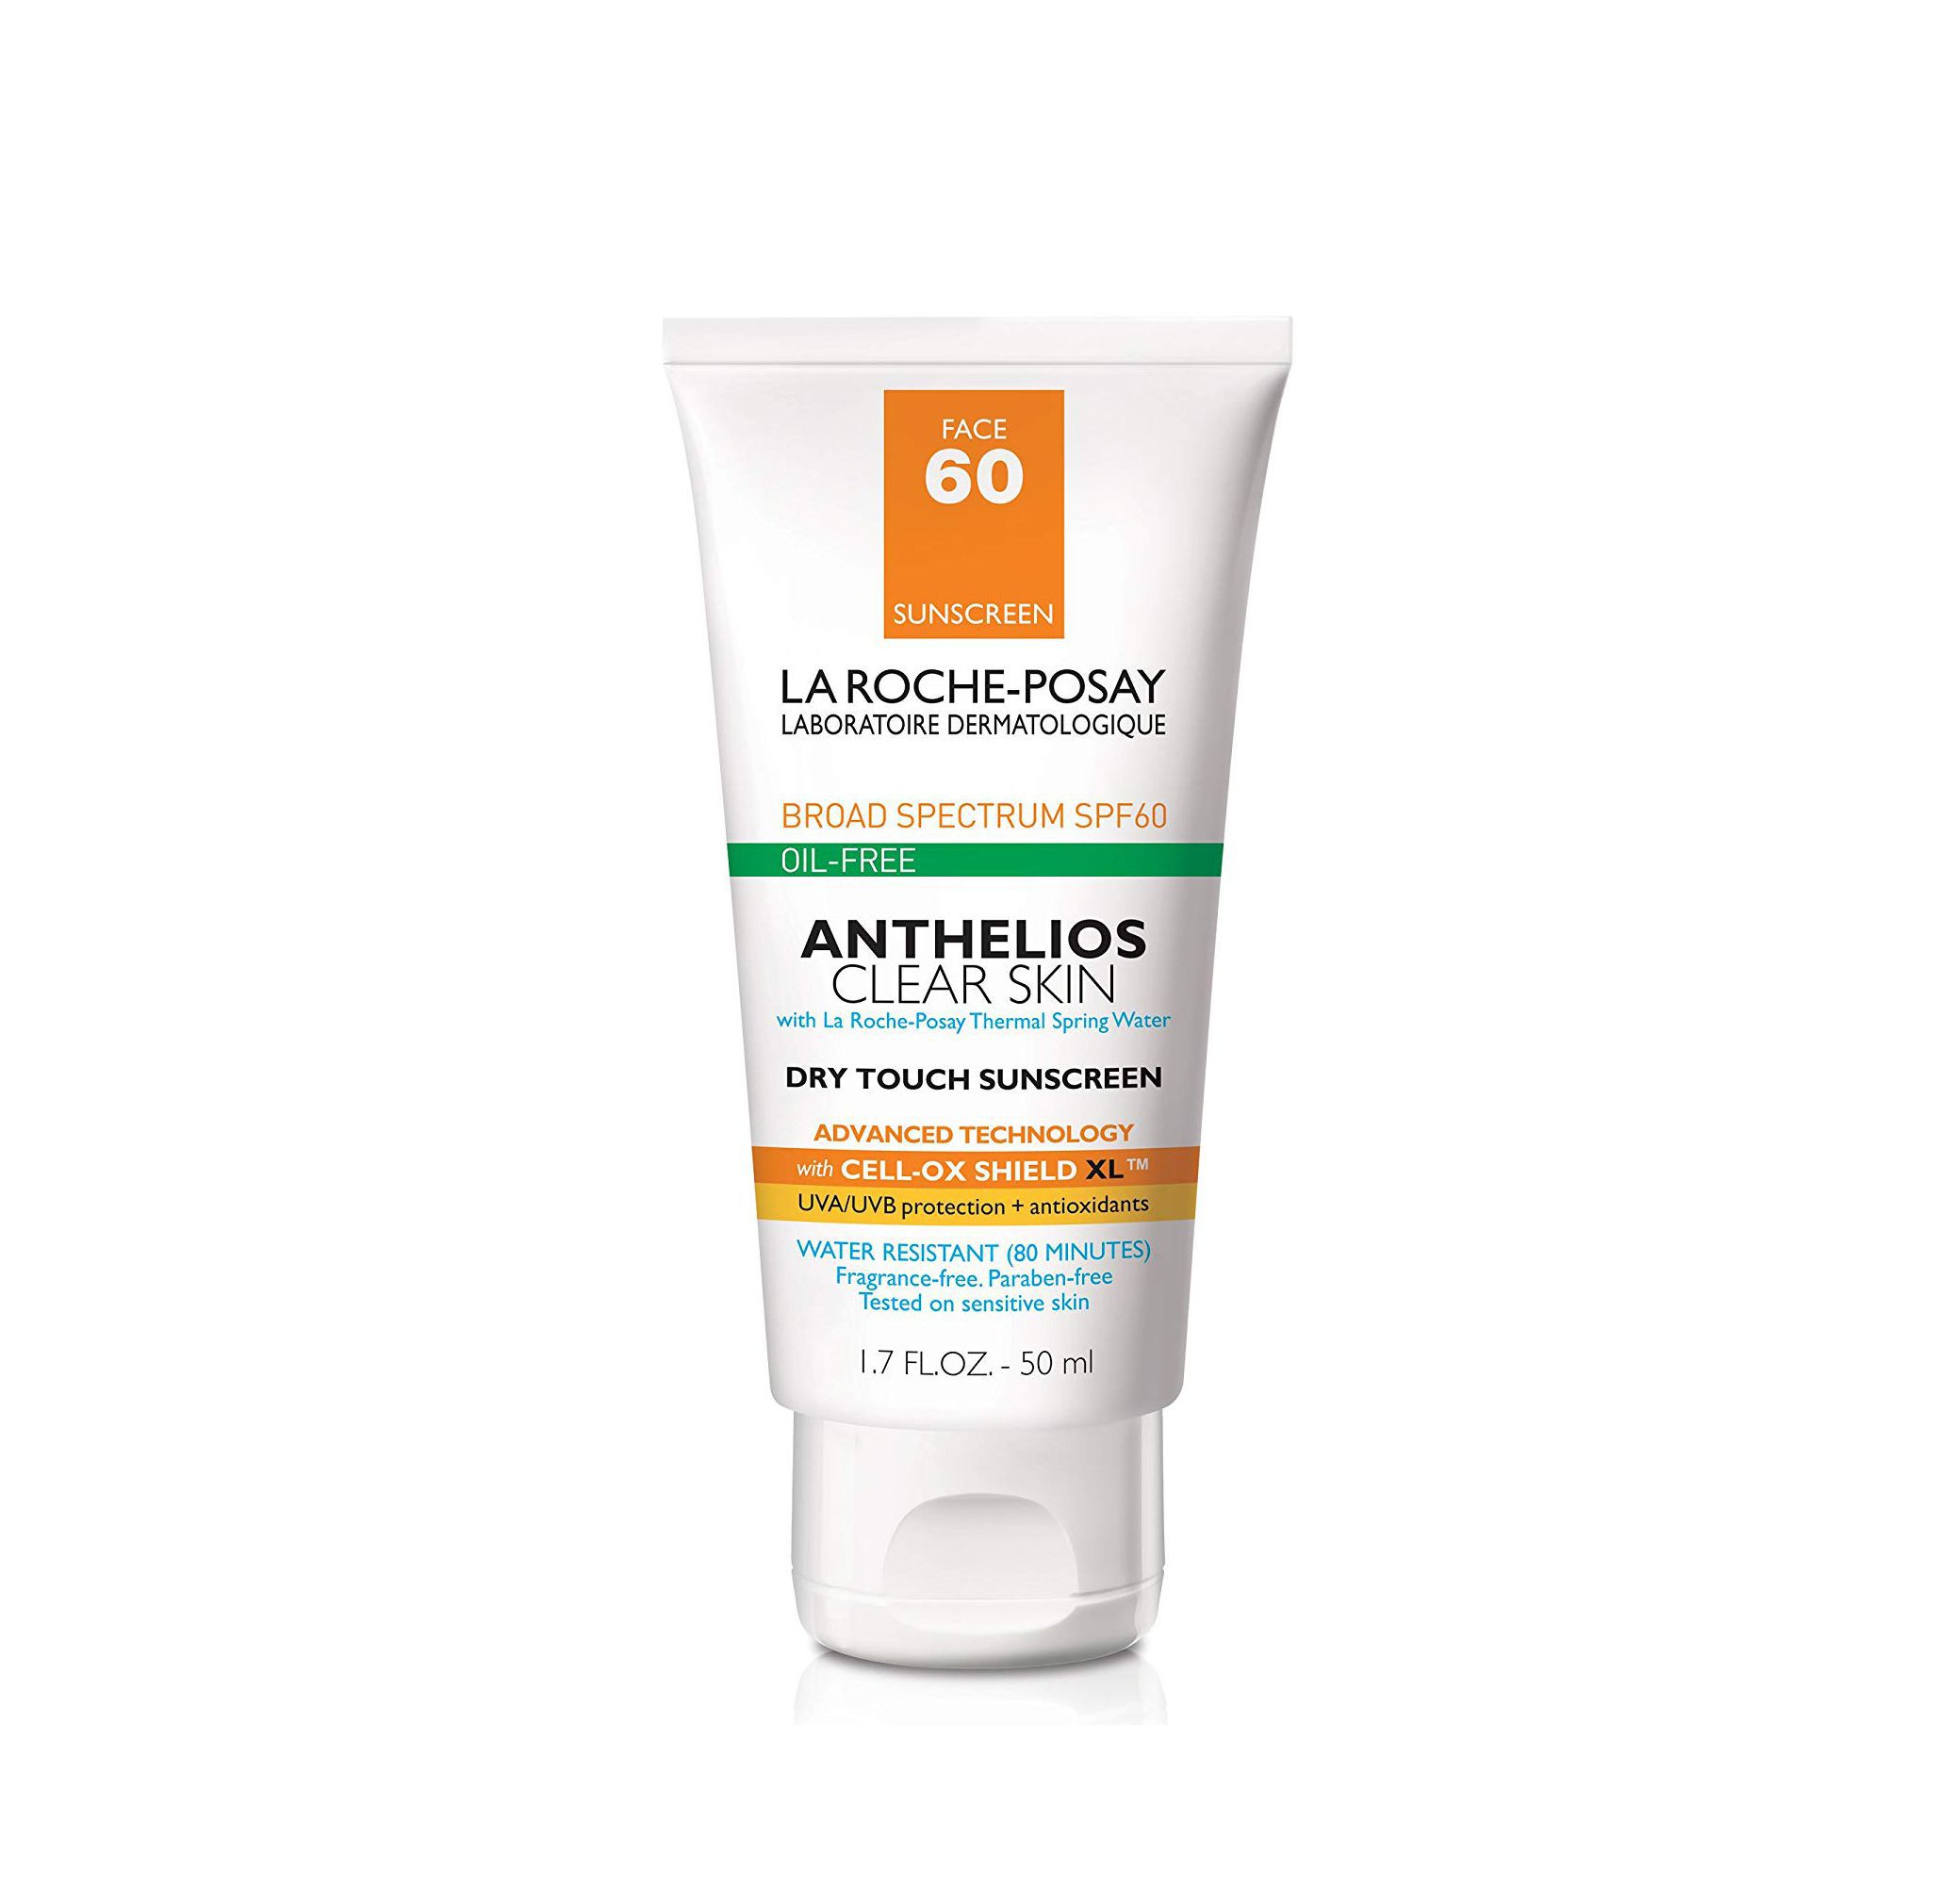 FACE
60
SUNSCREEN
LA ROCHE-POSAY
LABORATOIRE DERMATOLOGIQUE
BROAD SPECTRUM SPF60
OIL-FREE
ANTHELIOS
CLEAR SKIN
with La Roche-Posay Thermal Spring Water
DRY TOUCH SUNSCREEN
ADVANCED TECHNOLOGY
with CELL-OX SHIELD XL™
UVA/UVB protection + antioxidants
WATER RESISTANT (80 MINUTES)
Fragrance-free. Paraben-free
Tested on sensitive skin
1.7 FL.OZ. - 50 ml